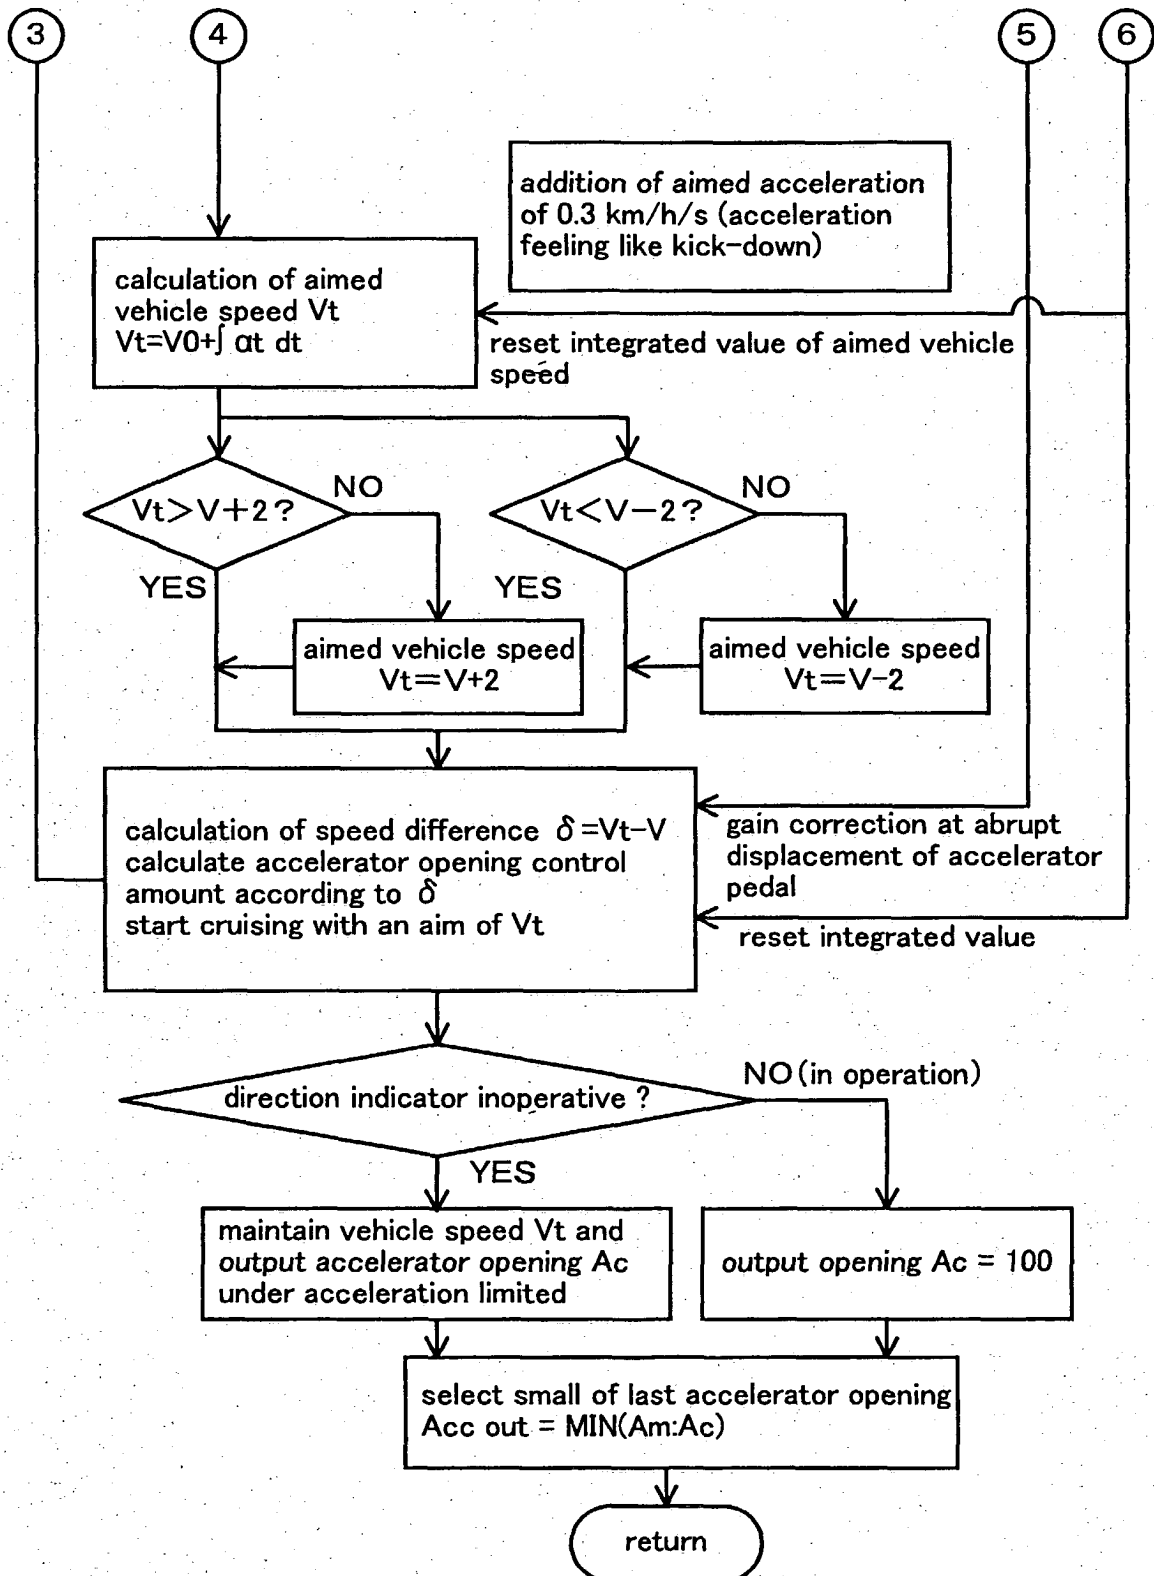 3
4
5
6
addition of aimed acceleration
of 0.3 km/h/s (acceleration
feeling like kick-down)
calculation of aimed
vehicle speed Vt
Vt=V0+∫ αt dt
reset integrated value of aimed vehicle
speed
Vt>V+2?
NO
YES
Vt<V−2?
NO
YES
aimed vehicle speed
Vt=V+2
aimed vehicle speed
Vt=V-2
calculation of speed difference δ=Vt-V
calculate accelerator opening control
amount according to δ
start cruising with an aim of Vt
gain correction at abrupt
displacement of accelerator
pedal
reset integrated value
direction indicator inoperative ?
NO (in operation)
YES
maintain vehicle speed Vt and
output accelerator opening Ac
under acceleration limited
output opening Ac = 100
select small of last accelerator opening
Acc out = MIN(Am:Ac)
return